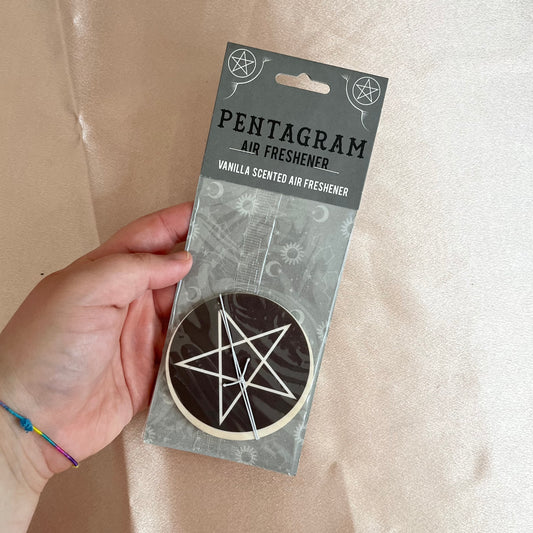 PENTAGRAM
AIR FRESHENER
VANILLA SCENTED AIR FRESHENER